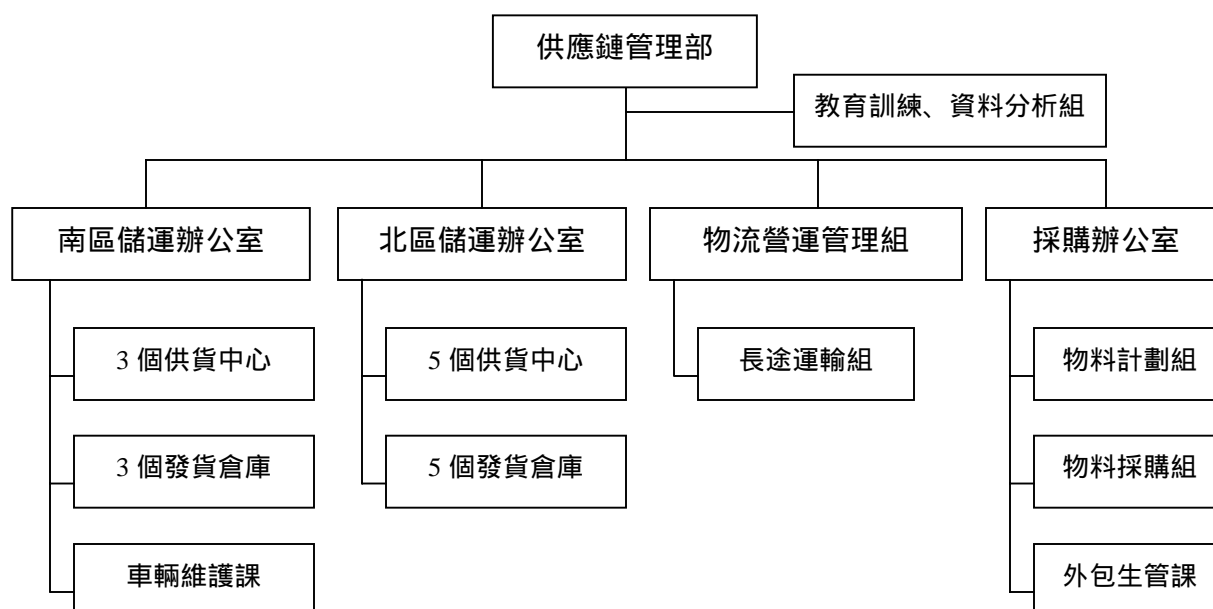 供應鏈管理部
教育訓練、資料分析組
南區儲運辦公室
北區儲運辦公室
物流營運管理組
採購辦公室
3 個供貨中心
5 個供貨中心
長途運輸組
物料計劃組
3 個發貨倉庫
5 個發貨倉庫
物料採購組
車輛維護課
外包生管課